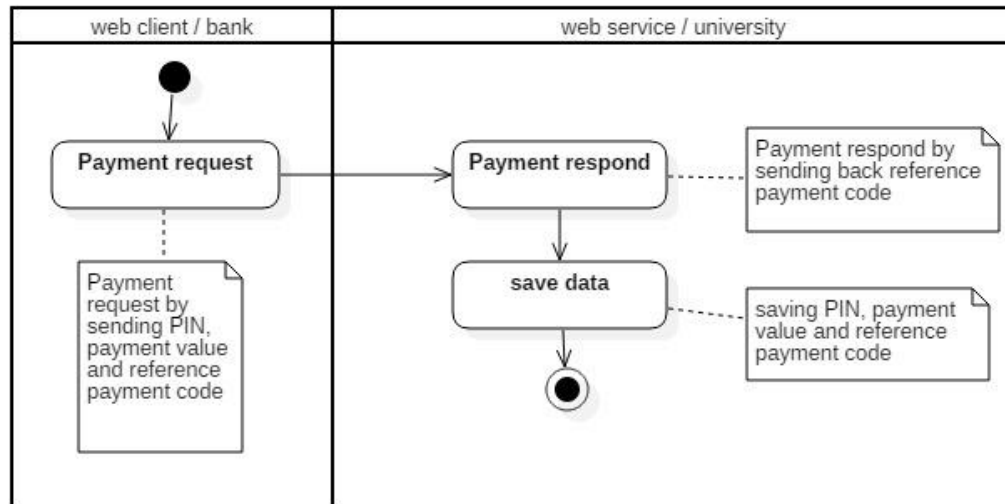 web client / bank
web service / university
Payment request
Payment respond
Payment respond by
sending back reference
payment code
Payment
request by
sending PIN,
payment value
and reference
payment code
save data
saving PIN, payment
value and reference
payment code